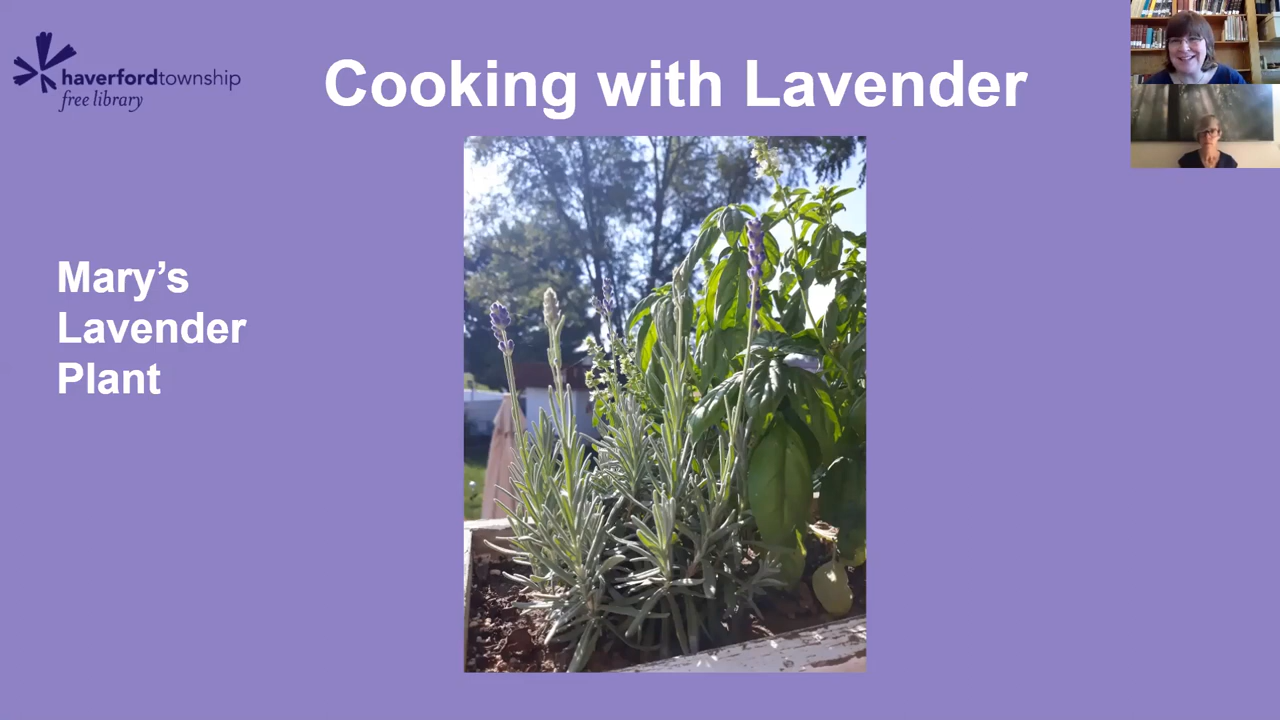 haverfordtownship
free library
Cooking with Lavender
Mary’s
Lavender
Plant